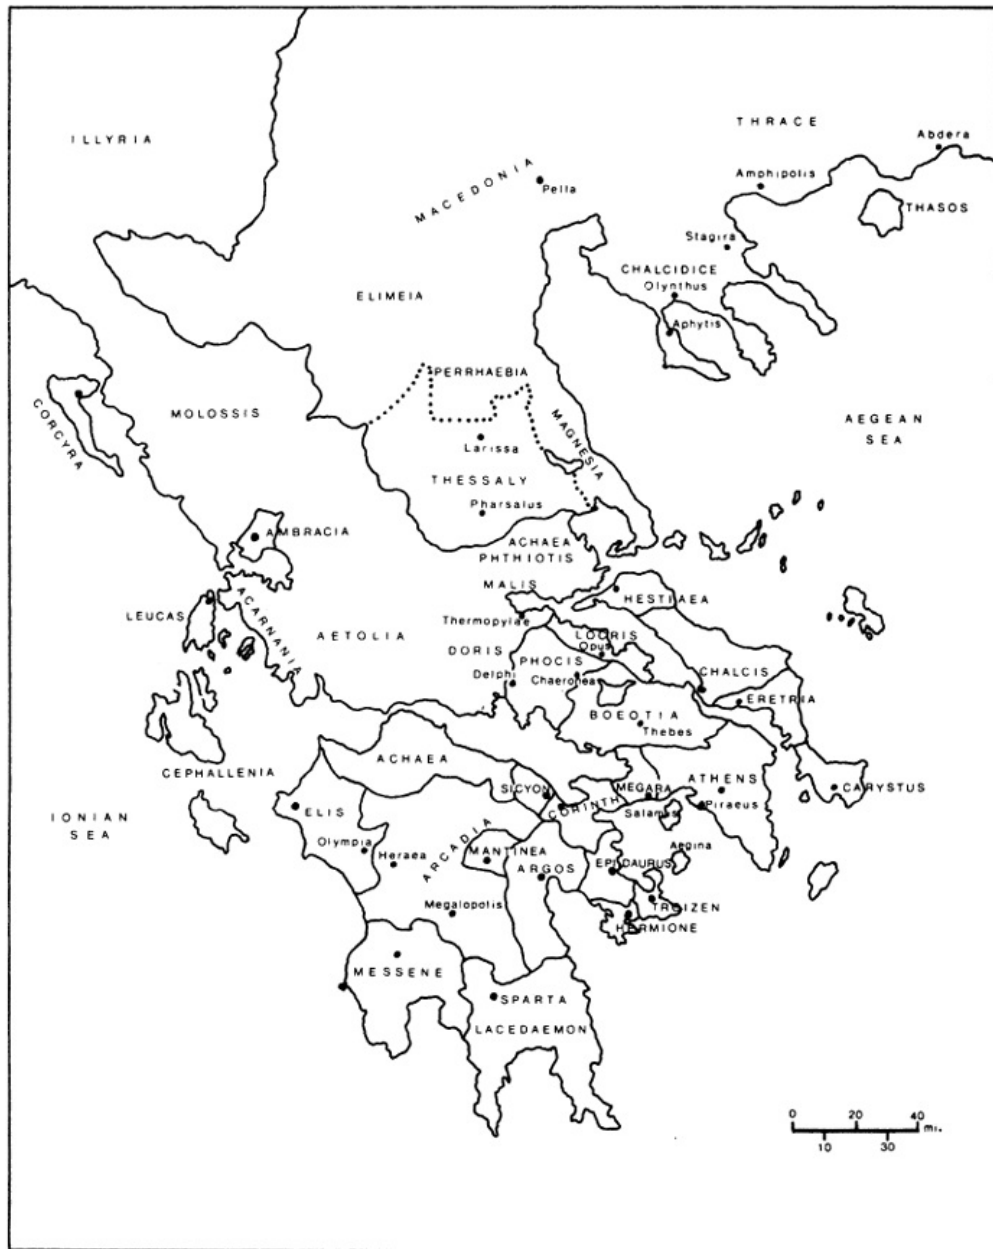 THRACE
ILLYRIA
Abdera
MACEDONIA
Amphipolis
Pella
THASOS
Stagira
CHALCIDICE
Olynthus
ELIMEIA
Aphytis
PERRHAEBIA
CORCYRA
MOLOSSIS
MAGNESIA
AEGEAN
SEA
Larissa
THESSALY
Pharsalus
AMBRACIA
ACHAEA
PHTHIOTIS
MALIS
HESTIAEA
LEUCAS
ACARNANIA
Thermopylae
AETOLIA
LOCRIS
Opus
DORIS
PHOCIS
Delphi
Chaeronea
CHALCIS
ERETRIA
BOEOTIA
Thebes
ACHAEA
CEPHALLENIA
SICYON
MEGARA
ATHENS
CARYSTUS
CORINTH
Piraeus
IONIAN
SEA
ELIS
Salamis
Olympia
Heraea
ARCADIA
MANTINEA
Aegina
ARGOS
EPIDAURUS
Megalopolis
TROIZEN
HERMIONE
MESSENE
SPARTA
LACEDAEMON
0 20 40
mi.
10 30